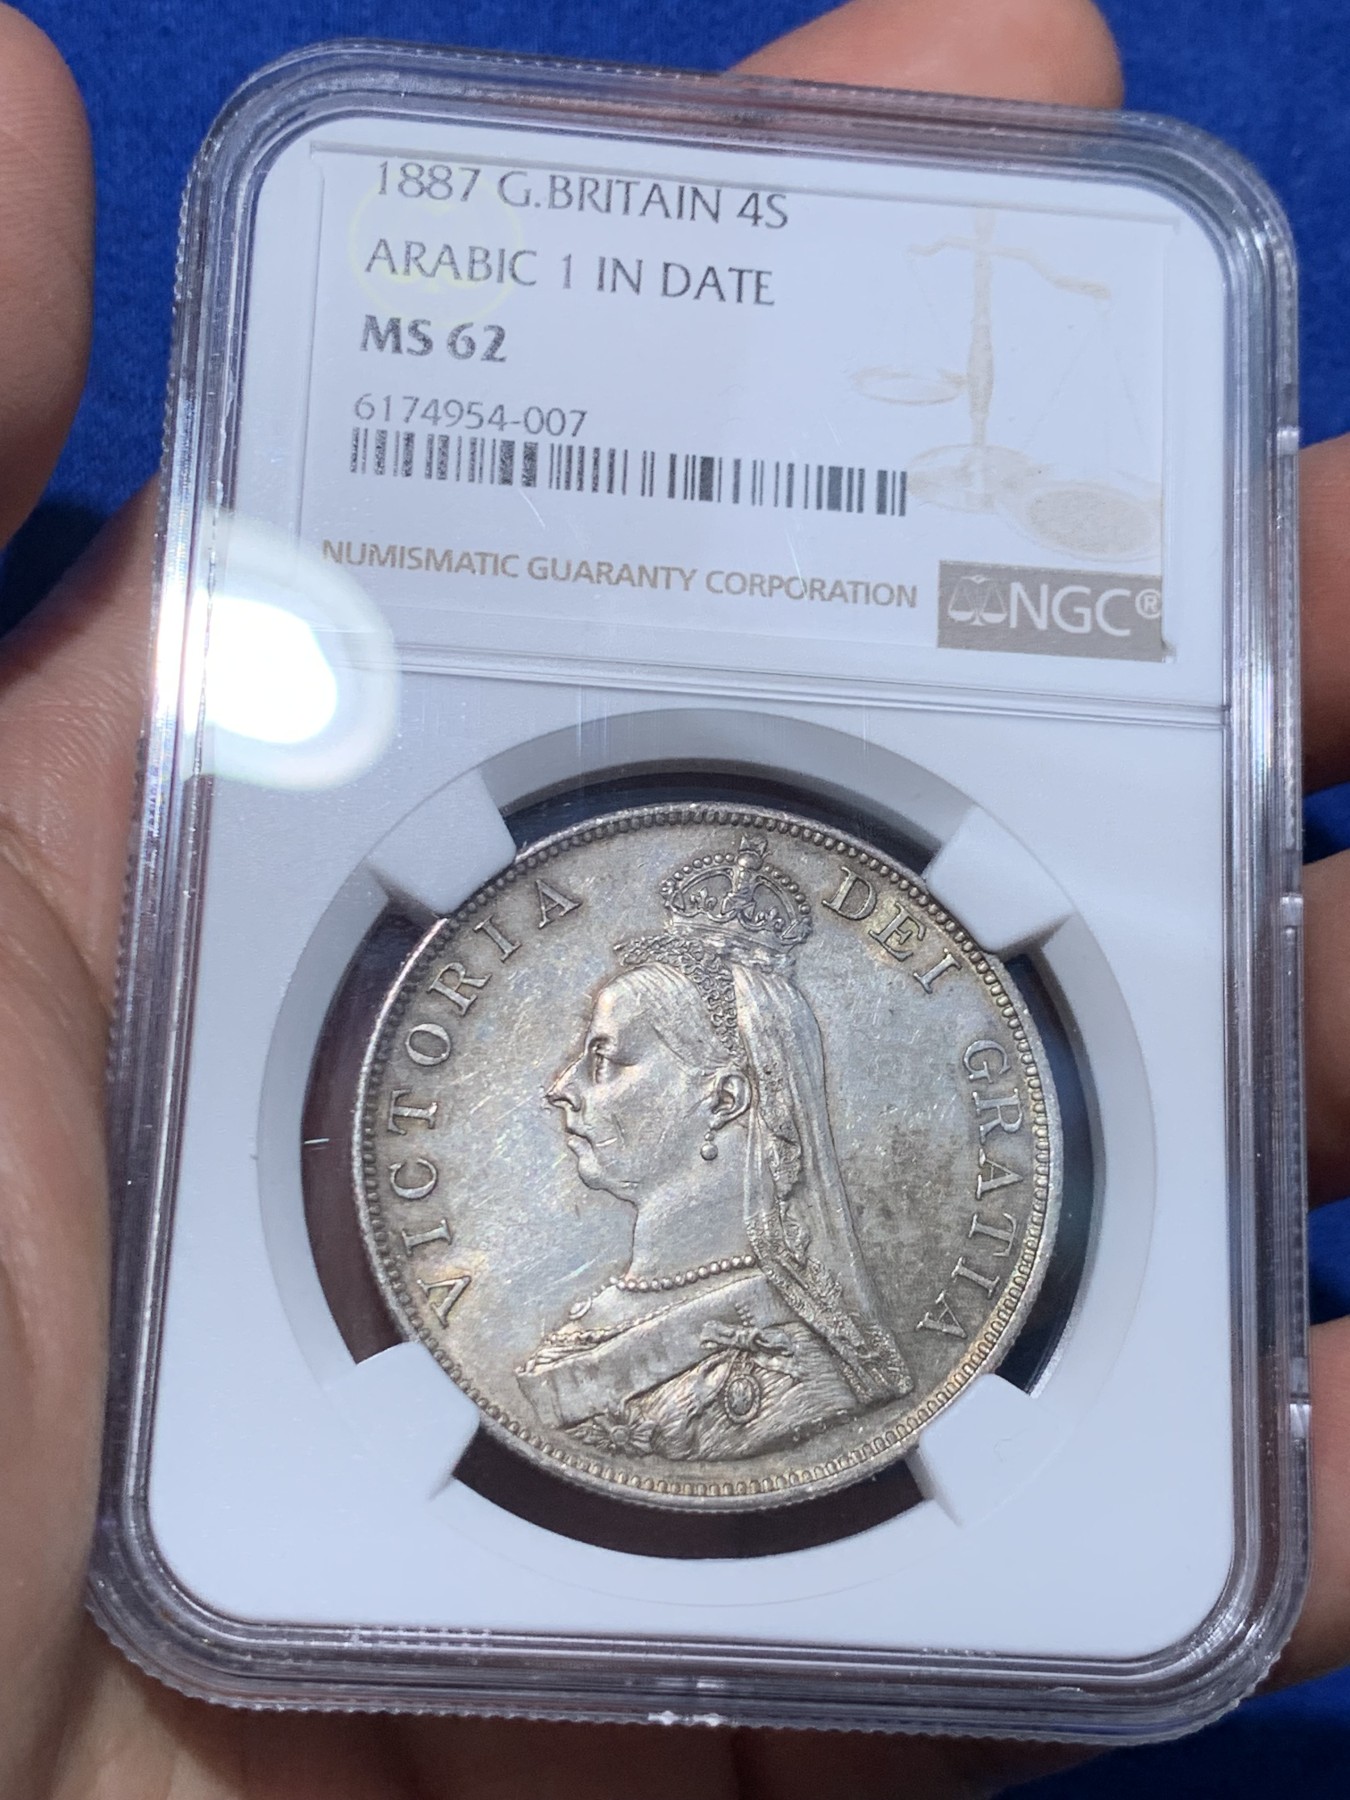 1887 G.BRITAIN 4S
ARABIC 1 IN DATE
MS 62
6174954-007
NUMISMATIC GUARANTY CORPORATION
NGC®
VICTORIA DEI GRATIA